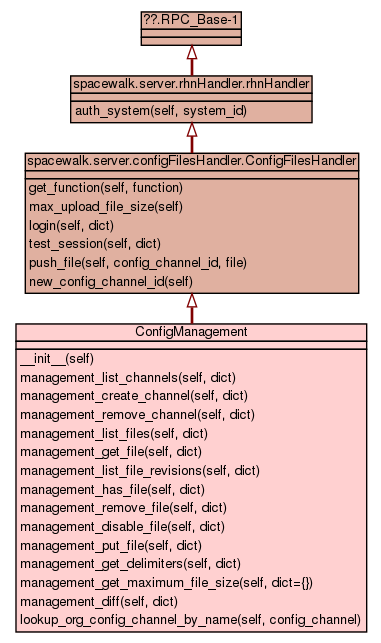 ??.RPC_Base-1
spacewalk.server.rhnHandler.rhnHandler
auth_system(self, system_id)
spacewalk.server.configFilesHandler.ConfigFilesHandler
get_function(self, function)
max_upload_file_size(self)
login(self, dict)
test_session(self, dict)
push_file(self, config_channel_id, file)
new_config_channel_id(self)
ConfigManagement
__init__(self)
management_list_channels(self, dict)
management_create_channel(self, dict)
management_remove_channel(self, dict)
management_list_files(self, dict)
management_get_file(self, dict)
management_list_file_revisions(self, dict)
management_has_file(self, dict)
management_remove_file(self, dict)
management_disable_file(self, dict)
management_put_file(self, dict)
management_get_delimiters(self, dict)
management_get_maximum_file_size(self, dict={})
management_diff(self, dict)
lookup_org_config_channel_by_name(self, config_channel)